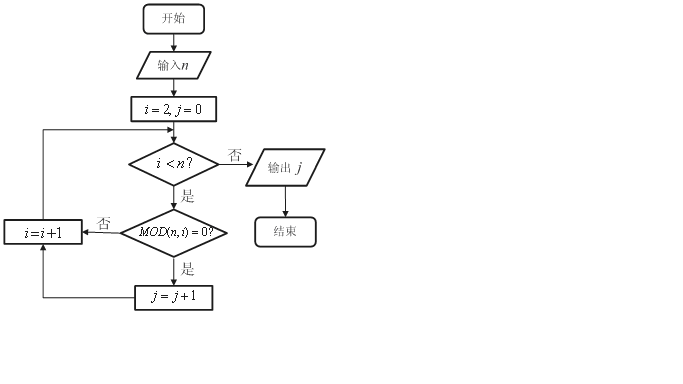 开始
输入n
i = 2, j = 0
i < n?
否
输出 j
是
MOD(n, i) = 0?
否
i=i+1
结束
是
j = j+1